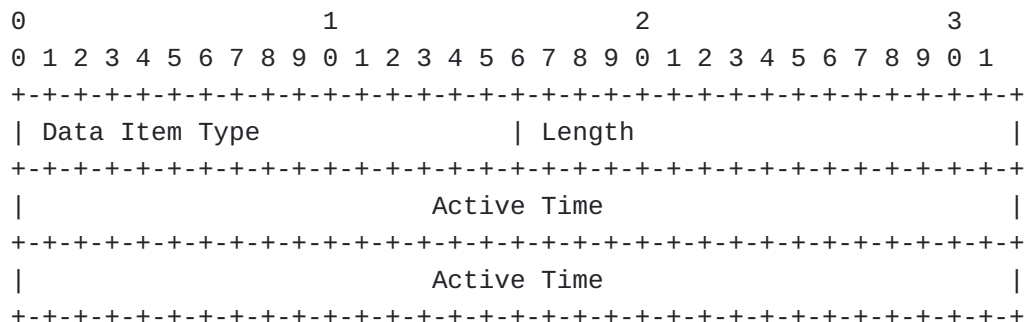 0                   1                   2                   3
0 1 2 3 4 5 6 7 8 9 0 1 2 3 4 5 6 7 8 9 0 1 2 3 4 5 6 7 8 9 0 1
+-+-+-+-+-+-+-+-+-+-+-+-+-+-+-+-+-+-+-+-+-+-+-+-+-+-+-+-+-+-+-+-+
| Data Item Type                | Length                        |
+-+-+-+-+-+-+-+-+-+-+-+-+-+-+-+-+-+-+-+-+-+-+-+-+-+-+-+-+-+-+-+-+
|                          Active Time                          |
+-+-+-+-+-+-+-+-+-+-+-+-+-+-+-+-+-+-+-+-+-+-+-+-+-+-+-+-+-+-+-+-+
|                          Active Time                          |
+-+-+-+-+-+-+-+-+-+-+-+-+-+-+-+-+-+-+-+-+-+-+-+-+-+-+-+-+-+-+-+-+